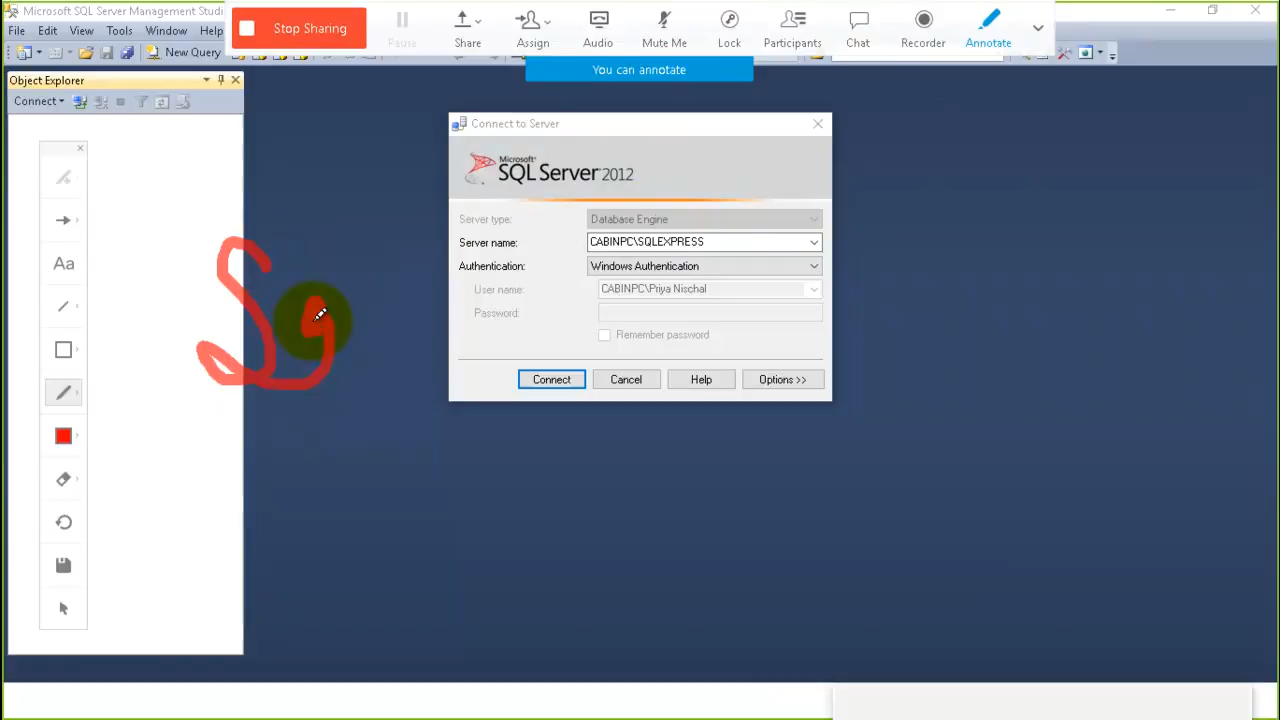 Microsoft SQL Server Management Studi
File Edit View Tools Window Help
New Query
Stop Sharing
Pause
Share
Assign
Audio
Mute Me
Lock
Participants
Chat
Recorder
Annotate
You can annotate
Object Explorer
Connect
Aa
Connect to Server
Microsoft®
SQL Server® 2012
Server type: Database Engine
Server name: CABINPC\SQLEXPRESS
Authentication: Windows Authentication
User name: CABINPC\Priya Nischal
Password:
Remember password
Connect Cancel Help Options >>